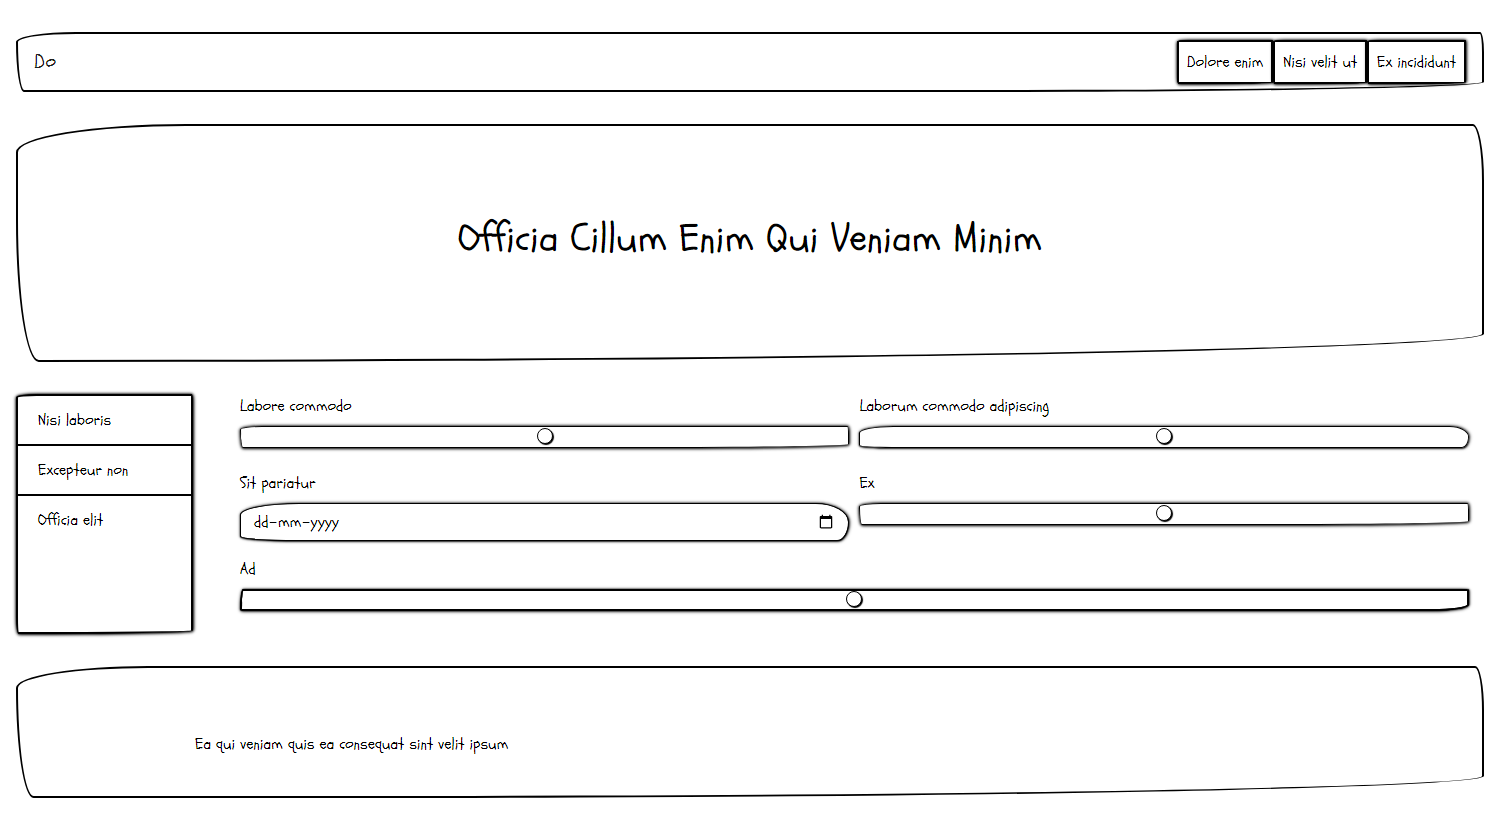 Do
Dolore enim
Nisi velit ut
Ex incididunt
Officia Cillum Enim Qui Veniam Minim
Nisi laboris
Excepteur non
Officia elit
Labore commodo
Laborum commodo adipiscing
Sit pariatur
dd-mm-yyyy
Ex
Ad
Ea qui veniam quis ea consequat sint velit ipsum